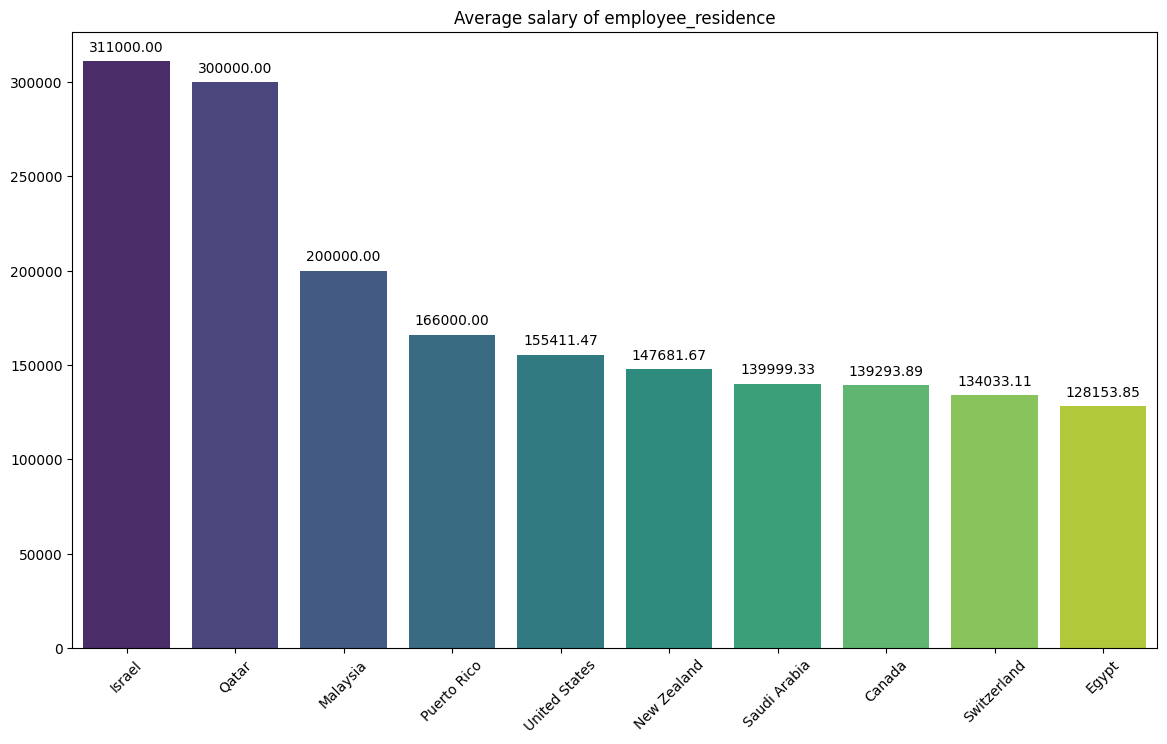 Average salary of employee_residence
311000.00
300000.00
200000.00
166000.00
155411.47
147681.67
139999.33
139293.89
134033.11
128153.85
300000
250000
200000
150000
100000
50000
0
Israel
Qatar
Malaysia
Puerto Rico
United States
New Zealand
Saudi Arabia
Canada
Switzerland
Egypt